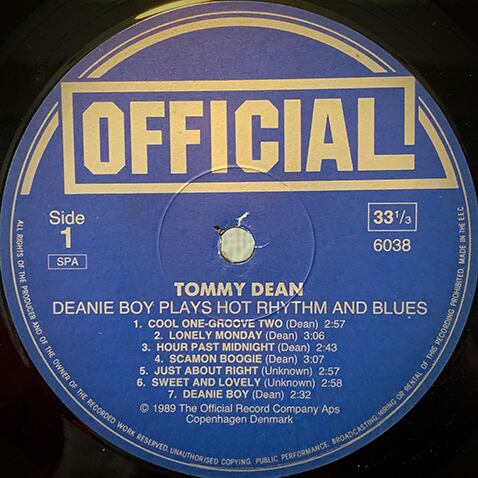 OFFICIAL
Side
1
SPA
33 1/3
6038
TOMMY DEAN
DEANIE BOY PLAYS HOT RHYTHM AND BLUES
1. COOL ONE-GROOVE TWO (Dean) 2:57
2. LONELY MONDAY (Dean) 3:06
3. HOUR PAST MIDNIGHT (Dean) 2:43
4. SCAMON BOOGIE (Dean) 3:07
5. JUST ABOUT RIGHT (Unknown) 2:57
6. SWEET AND LOVELY (Unknown) 2:58
7. DEANIE BOY (Dean) 2:32
© 1989 The Official Record Company Aps
Copenhagen Denmark
ALL RIGHTS OF THE PRODUCER AND OF THE OWNER OF THE RECORDED WORK RESERVED. UNAUTHORISED COPYING. PUBLIC PERFORMANCE. BROADCASTING. HIRING OR RENTAL OF THIS RECORDING PROHIBITED. MADE IN THE E.E.C.